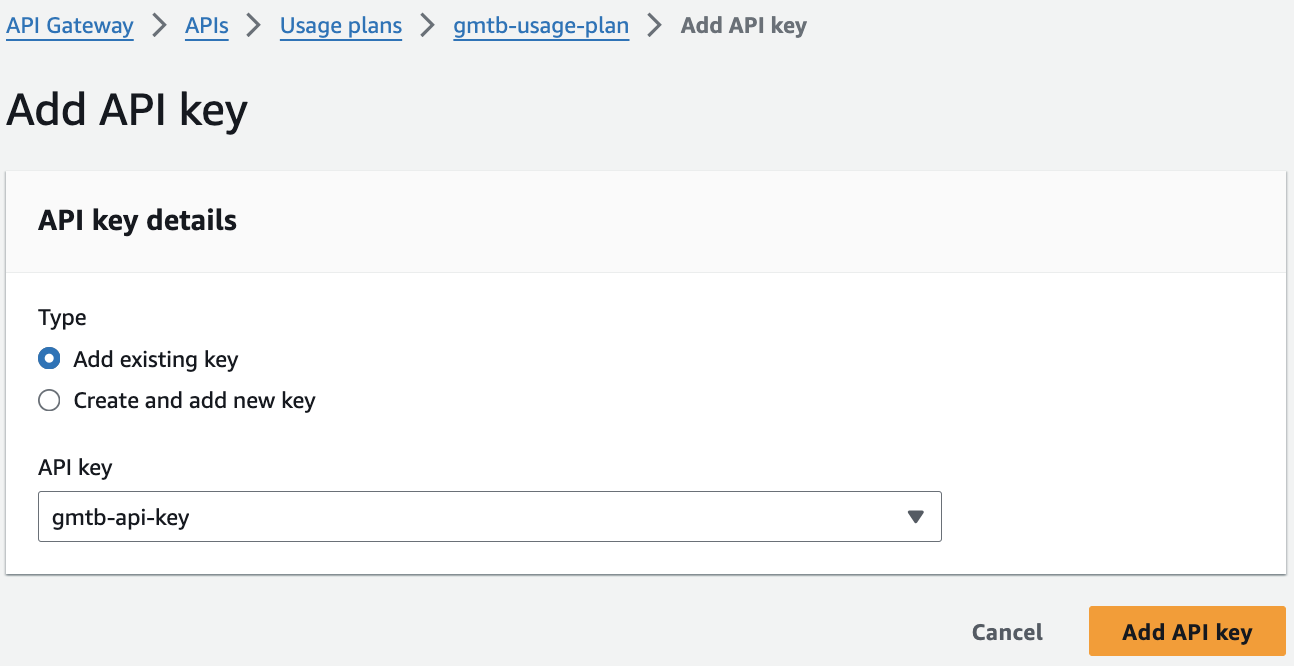 API Gateway > APIs > Usage plans > gmtb-usage-plan > Add API key
Add API key
API key details
Type
Add existing key
Create and add new key
API key
gmtb-api-key
Cancel Add API key